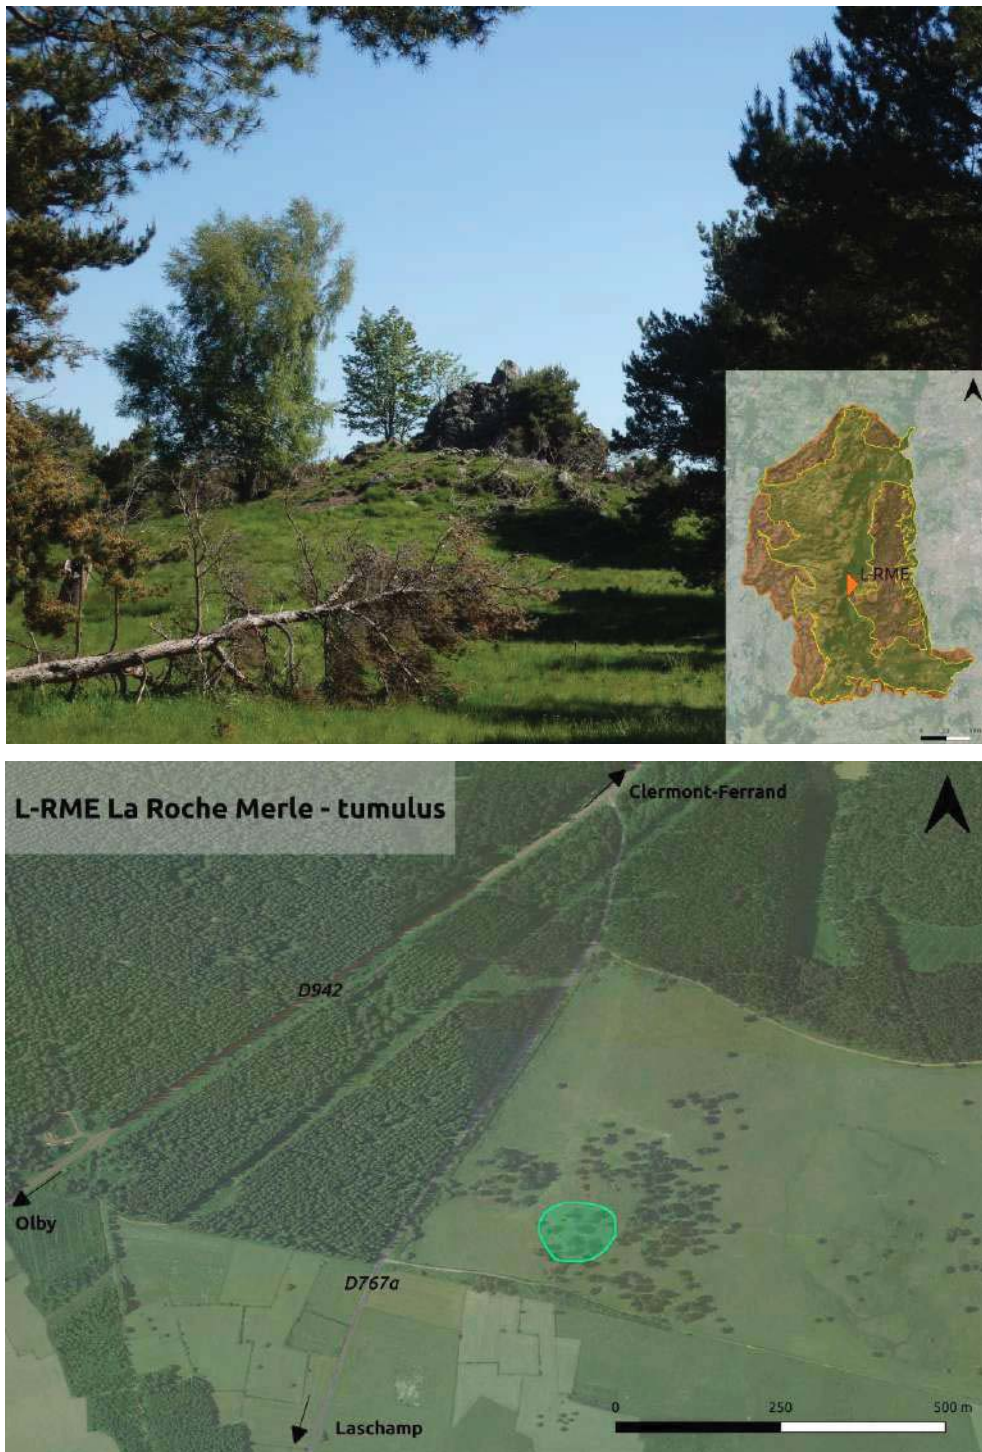 L-RME
L-RME La Roche Merle - tumulus
Clermont-Ferrand
D942
Olby
D767a
0 250 500 m
Laschamp